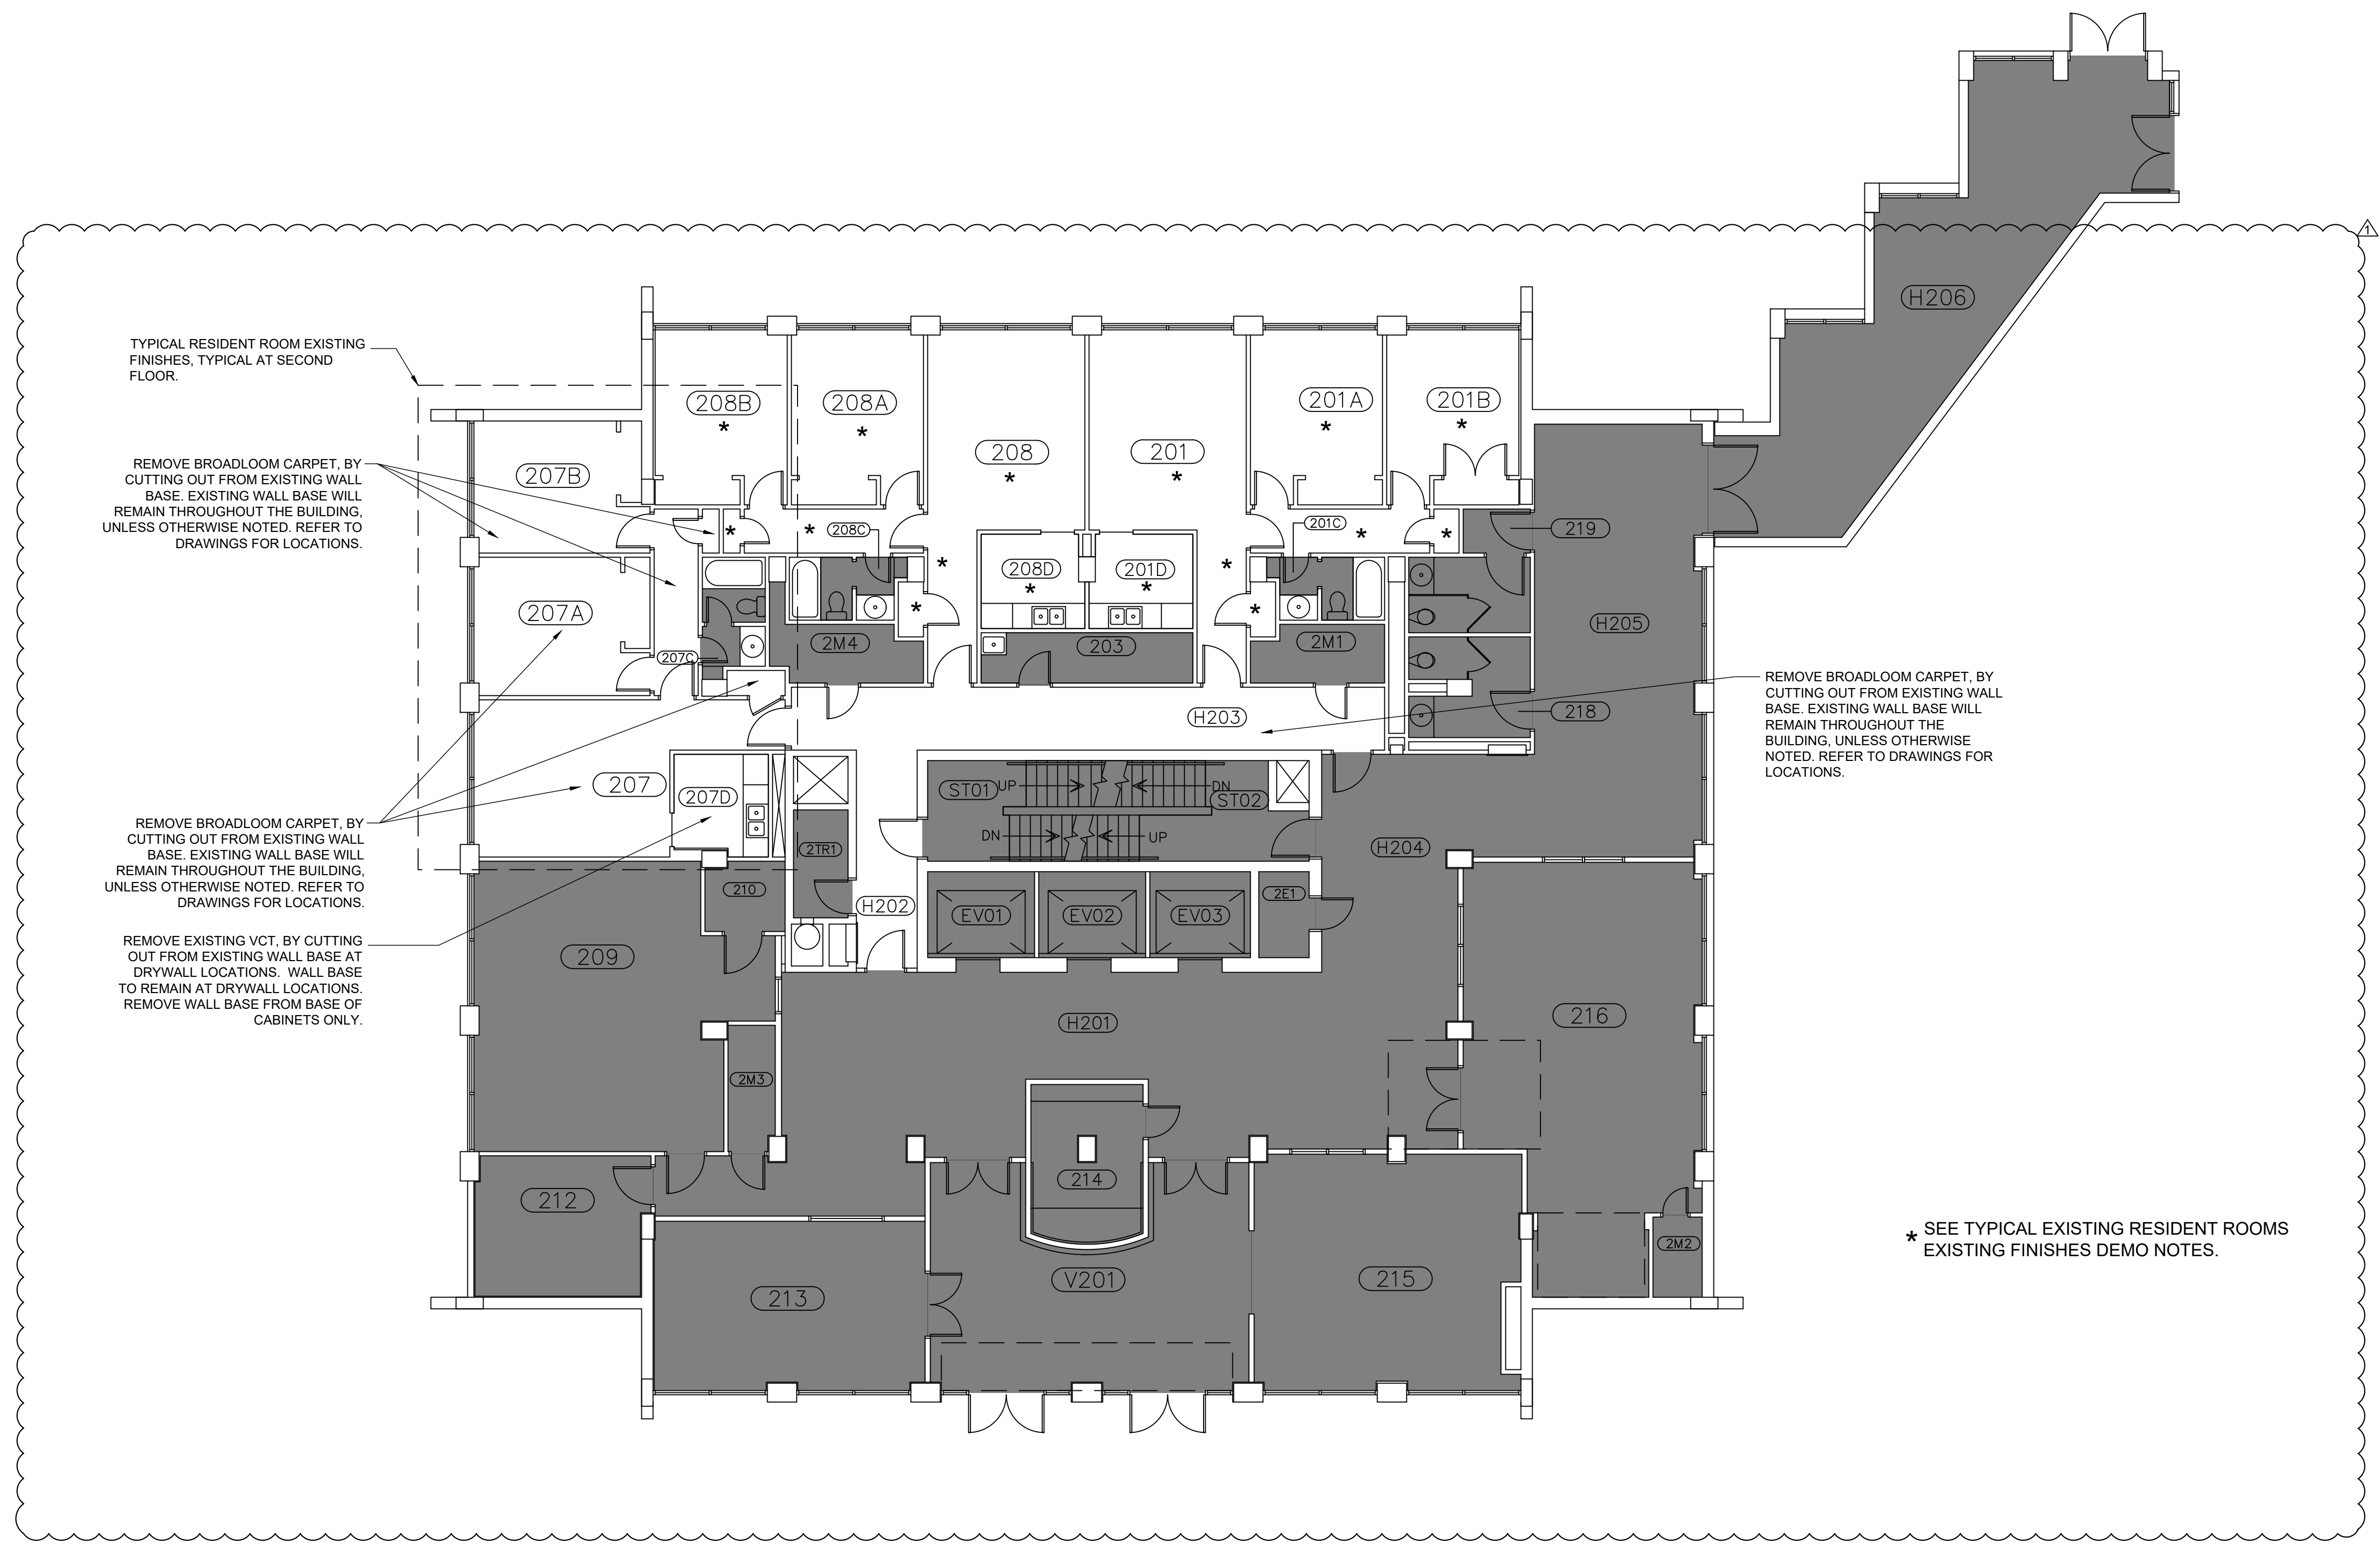 H206
1
TYPICAL RESIDENT ROOM EXISTING
FINISHES, TYPICAL AT SECOND
FLOOR.
REMOVE BROADLOOM CARPET, BY
CUTTING OUT FROM EXISTING WALL
BASE. EXISTING WALL BASE WILL
REMAIN THROUGHOUT THE BUILDING,
UNLESS OTHERWISE NOTED. REFER TO
DRAWINGS FOR LOCATIONS.
REMOVE BROADLOOM CARPET, BY
CUTTING OUT FROM EXISTING WALL
BASE. EXISTING WALL BASE WILL
REMAIN THROUGHOUT THE BUILDING,
UNLESS OTHERWISE NOTED. REFER TO
DRAWINGS FOR LOCATIONS.
REMOVE EXISTING VCT, BY CUTTING
OUT FROM EXISTING WALL BASE AT
DRYWALL LOCATIONS. WALL BASE
TO REMAIN AT DRYWALL LOCATIONS.
REMOVE WALL BASE FROM BASE OF
CABINETS ONLY.
208B
*
208A
*
208
*
201
*
201A
*
201B
*
207B
*
*
208C
201C
*
*
219
*
208D
*
201D
*
*
207A
*
*
H205
207C
2M4
203
2M1
H203
218
REMOVE BROADLOOM CARPET, BY
CUTTING OUT FROM EXISTING WALL
BASE. EXISTING WALL BASE WILL
REMAIN THROUGHOUT THE
BUILDING, UNLESS OTHERWISE
NOTED. REFER TO DRAWINGS FOR
LOCATIONS.
207
207D
ST01
UP
DN
ST02
DN
UP
2TR1
H204
210
H202
EV01
EV02
EV03
2E1
209
H201
216
2M3
214
212
2M2
213
V201
215
* SEE TYPICAL EXISTING RESIDENT ROOMS
EXISTING FINISHES DEMO NOTES.